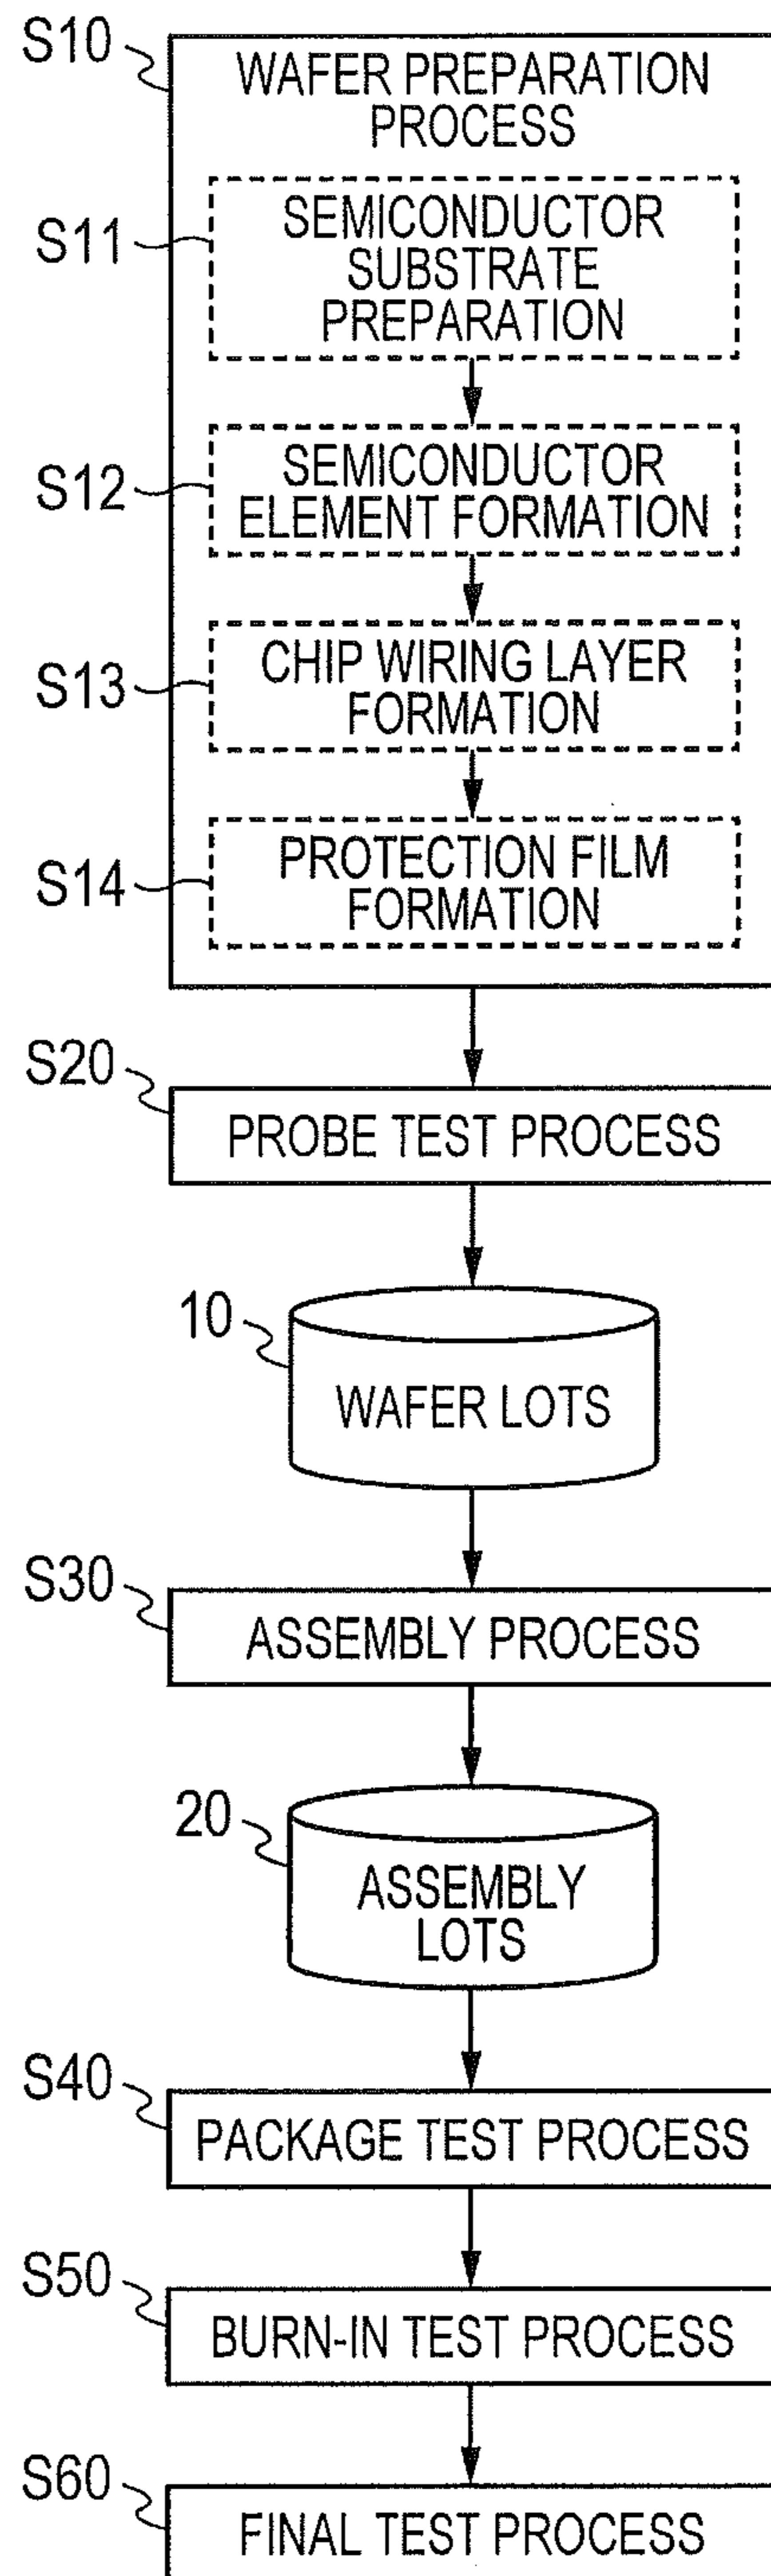 S10
WAFER PREPARATION
PROCESS
S11
SEMICONDUCTOR
SUBSTRATE
PREPARATION
S12
SEMICONDUCTOR
ELEMENT FORMATION
S13
CHIP WIRING LAYER
FORMATION
S14
PROTECTION FILM
FORMATION
S20
PROBE TEST PROCESS
10
WAFER LOTS
S30
ASSEMBLY PROCESS
20
ASSEMBLY
LOTS
S40
PACKAGE TEST PROCESS
S50
BURN-IN TEST PROCESS
S60
FINAL TEST PROCESS